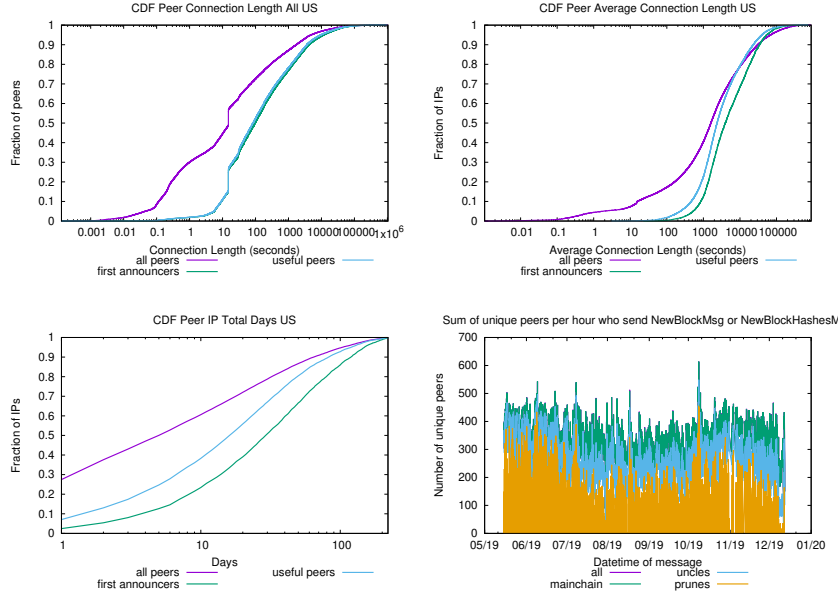 CDF Peer Connection Length All US
Fraction of peers
1
0.9
0.8
0.7
0.6
0.5
0.4
0.3
0.2
0.1
0
0.001 0.01 0.1 1 10 100 1000 10000 100000 1x10^6
Connection Length (seconds)
all peers useful peers
first announcers
CDF Peer Average Connection Length US
Fraction of IPs
1
0.9
0.8
0.7
0.6
0.5
0.4
0.3
0.2
0.1
0
0.001 0.01 0.1 1 10 100 1000 10000 100000
Average Connection Length (seconds)
all peers useful peers
first announcers
CDF Peer IP Total Days US
Fraction of IPs
1
0.9
0.8
0.7
0.6
0.5
0.4
0.3
0.2
0.1
0
1 10 100
Days
all peers useful peers
first announcers
Sum of unique peers per hour who send NewBlockMsg or NewBlockHashesM
Number of unique peers
700
600
500
400
300
200
100
0
05/19 06/19 07/19 08/19 09/19 10/19 11/19 12/19 01/20
Datetime of message
all uncles
mainchain prunes